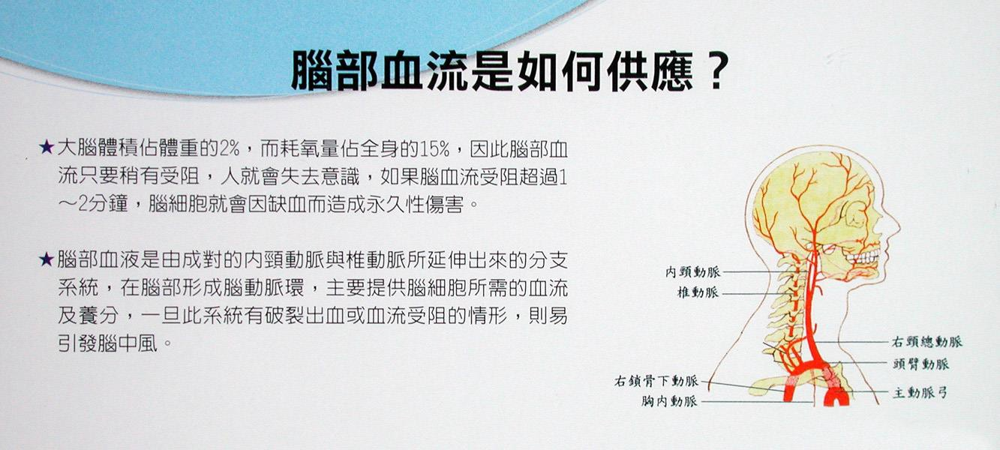 腦部血流是如何供應？
★大腦體積佔體重的2%，而耗氧量佔全身的15%，因此腦部血
流只要稍有受阻，人就會失去意識，如果腦血流受阻超過1
～2分鐘，腦細胞就會因缺血而造成永久性傷害。
★腦部血液是由成對的内頸動脈與椎動脈所延伸出來的分支
系統，在腦部形成腦動脈環，主要提供腦細胞所需的血流
及養分，一旦此系統有破裂出血或血流受阻的情形，則易
引發腦中風。
内頸動脈
椎動脈
右頸總動脈
頭臂動脈
右鎖骨下動脈
主動脈弓
胸内動脈